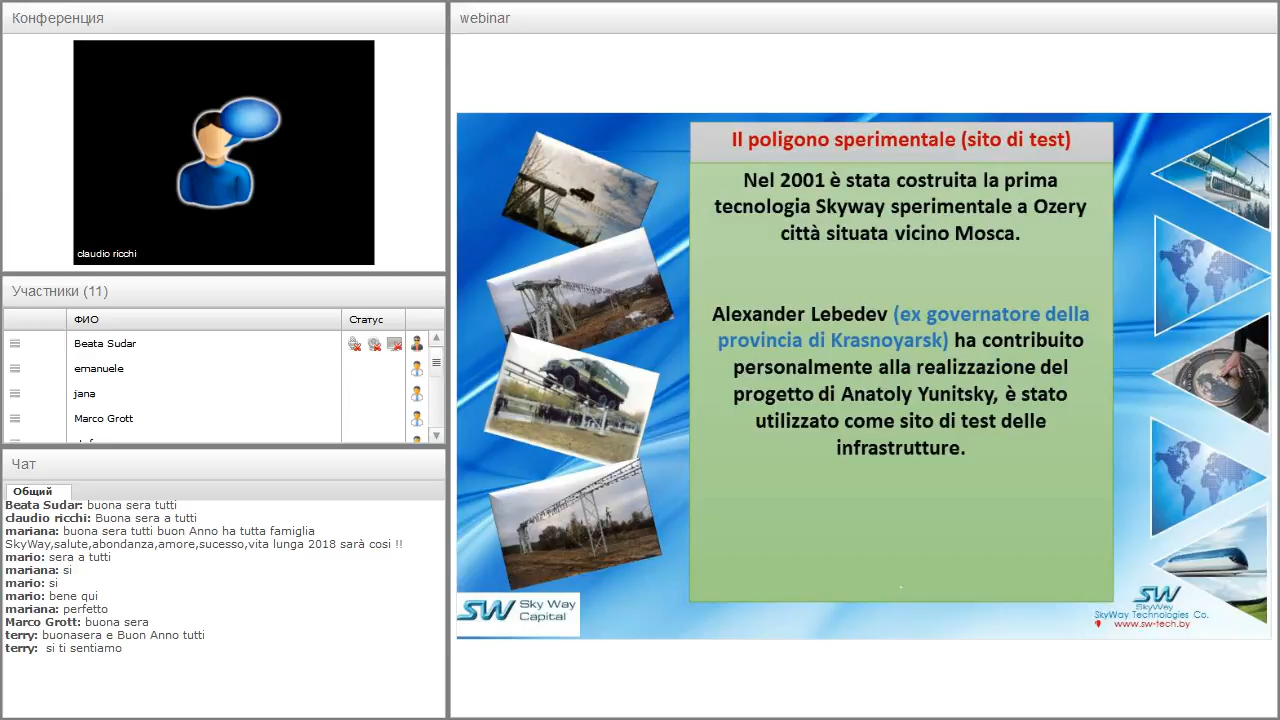 Конференция
claudio ricchi
Участники (11)
ФИО
Статус
Beata Sudar
emanuele
jana
Marco Grott
Чат
Общий
Beata Sudar: buona sera tutti
claudio ricchi: Buona sera a tutti
mariana: buona sera tutti buon Anno ha tutta famiglia
SkyWay,salute,abondanza,amore,sucesso,vita lunga 2018 sarà cosi !!
mario: sera a tutti
mariana: si
mario: si
mario: bene qui
mariana: perfetto
Marco Grott: buona sera
terry: buonasera e Buon Anno tutti
terry: si ti sentiamo
webinar
Il poligono sperimentale (sito di test)
Nel 2001 è stata costruita la prima
tecnologia Skyway sperimentale a Ozery
città situata vicino Mosca.
Alexander Lebedev (ex governatore della
provincia di Krasnoyarsk) ha contribuito
personalmente alla realizzazione del
progetto di Anatoly Yunitsky, è stato
utilizzato come sito di test delle
infrastrutture.
SW Sky Way
Capital
SW
SkyWay
SkyWay Technologies Co.
www.sw-tech.by